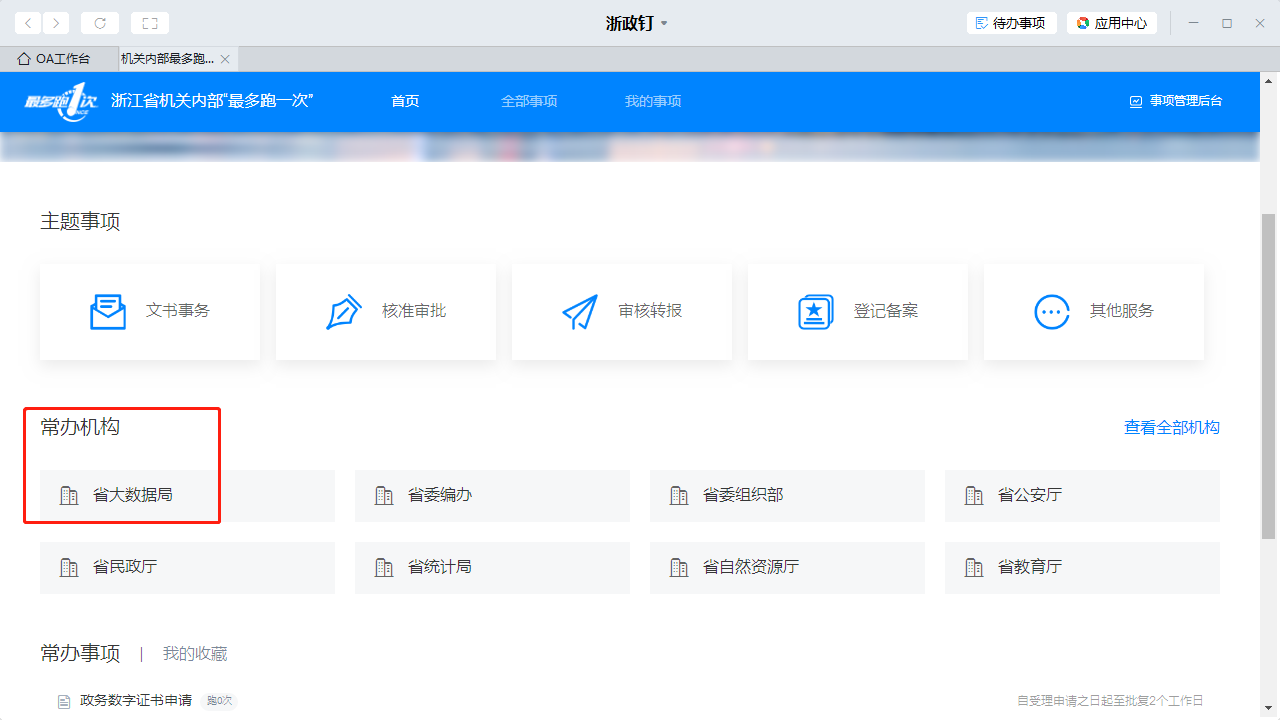 浙政钉
待办事项
应用中心
OA工作台
机关内部最多跑...
最多跑1次
浙江省机关内部“最多跑一次”
首页
全部事项
我的事项
事项管理后台
主题事项
文书事务
核准审批
审核转报
登记备案
其他服务
常办机构
查看全部机构
省大数据局
省委编办
省委组织部
省公安厅
省民政厅
省统计局
省自然资源厅
省教育厅
常办事项 | 我的收藏
政务数字证书申请 跑0次
自受理申请之日起至批复2个工作日